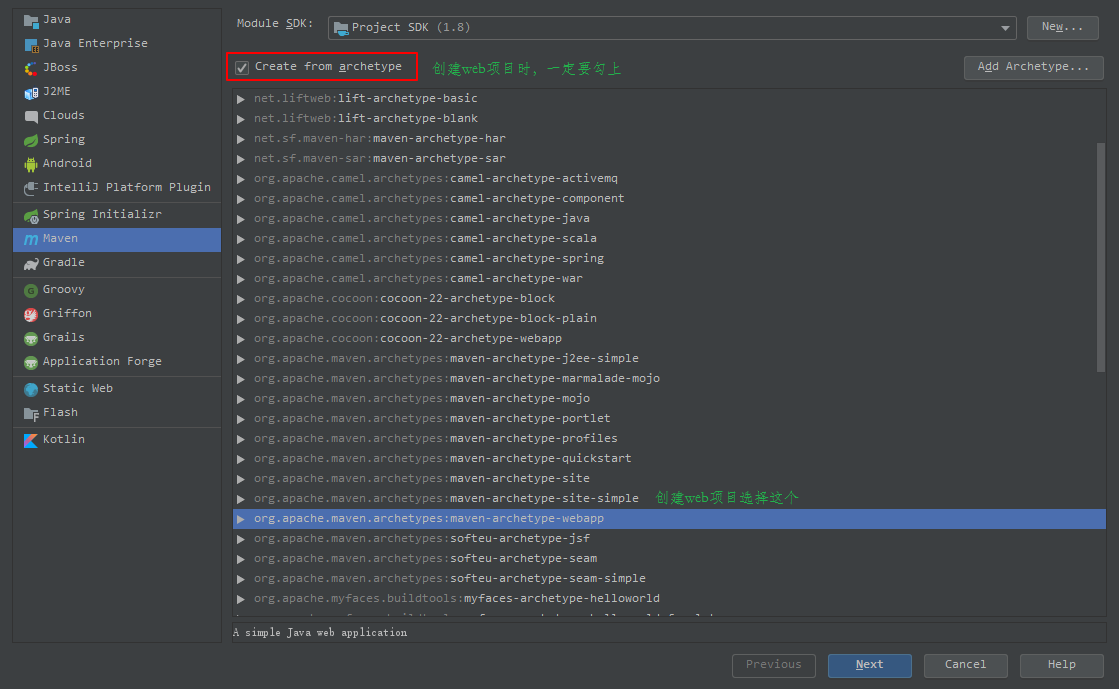 Java
Java Enterprise
JBoss
J2ME
Clouds
Spring
Android
IntelliJ Platform Plugin
Spring Initializr
Maven
Gradle
Groovy
Griffon
Grails
Application Forge
Static Web
Flash
Kotlin
Module SDK: Project SDK (1.8) New...
Create from archetype 创建web项目时，一定要勾上 Add Archetype...
net.liftweb:lift-archetype-basic
net.liftweb:lift-archetype-blank
net.sf.maven-har:maven-archetype-har
net.sf.maven-sar:maven-archetype-sar
org.apache.camel.archetypes:camel-archetype-activemq
org.apache.camel.archetypes:camel-archetype-component
org.apache.camel.archetypes:camel-archetype-java
org.apache.camel.archetypes:camel-archetype-scala
org.apache.camel.archetypes:camel-archetype-spring
org.apache.camel.archetypes:camel-archetype-war
org.apache.cocoon:cocoon-22-archetype-block
org.apache.cocoon:cocoon-22-archetype-block-plain
org.apache.cocoon:cocoon-22-archetype-webapp
org.apache.maven.archetypes:maven-archetype-j2ee-simple
org.apache.maven.archetypes:maven-archetype-marmalade-mojo
org.apache.maven.archetypes:maven-archetype-mojo
org.apache.maven.archetypes:maven-archetype-portlet
org.apache.maven.archetypes:maven-archetype-profiles
org.apache.maven.archetypes:maven-archetype-quickstart
org.apache.maven.archetypes:maven-archetype-site
org.apache.maven.archetypes:maven-archetype-site-simple 创建web项目选择这个
org.apache.maven.archetypes:maven-archetype-webapp
org.apache.maven.archetypes:softeu-archetype-jsf
org.apache.maven.archetypes:softeu-archetype-seam
org.apache.maven.archetypes:softeu-archetype-seam-simple
org.apache.myfaces.buildtools:myfaces-archetype-helloworld
A simple Java web application
Previous Next Cancel Help